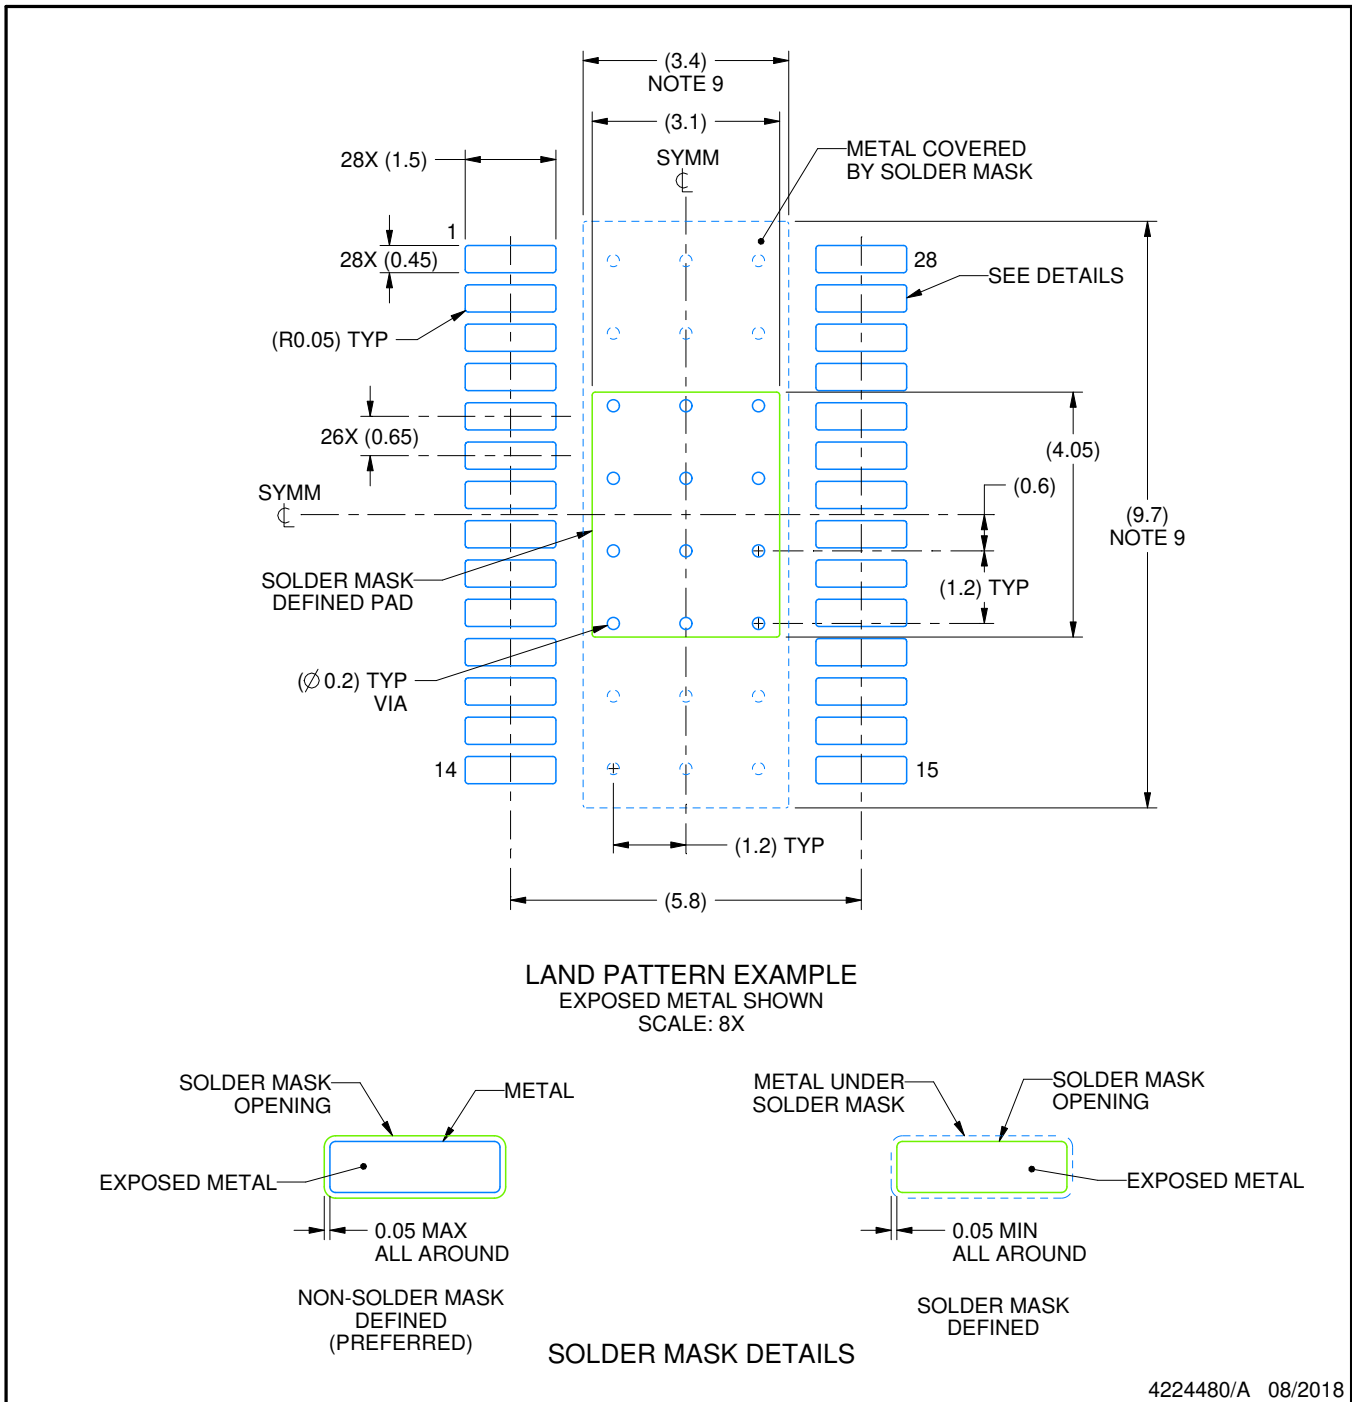 (3.4)
NOTE 9
(3.1)
SYMM
℄
METAL COVERED
BY SOLDER MASK
28X (1.5)
1
28X (0.45)
28
SEE DETAILS
(R0.05) TYP
26X (0.65)
(4.05)
(0.6)
SYMM
℄
(9.7)
NOTE 9
SOLDER MASK
DEFINED PAD
(1.2) TYP
(∅ 0.2) TYP
VIA
14
15
(1.2) TYP
(5.8)
LAND PATTERN EXAMPLE
EXPOSED METAL SHOWN
SCALE: 8X
SOLDER MASK
OPENING
METAL
EXPOSED METAL
0.05 MAX
ALL AROUND
NON-SOLDER MASK
DEFINED
(PREFERRED)
METAL UNDER
SOLDER MASK
SOLDER MASK
OPENING
EXPOSED METAL
0.05 MIN
ALL AROUND
SOLDER MASK
DEFINED
SOLDER MASK DETAILS
4224480/A 08/2018